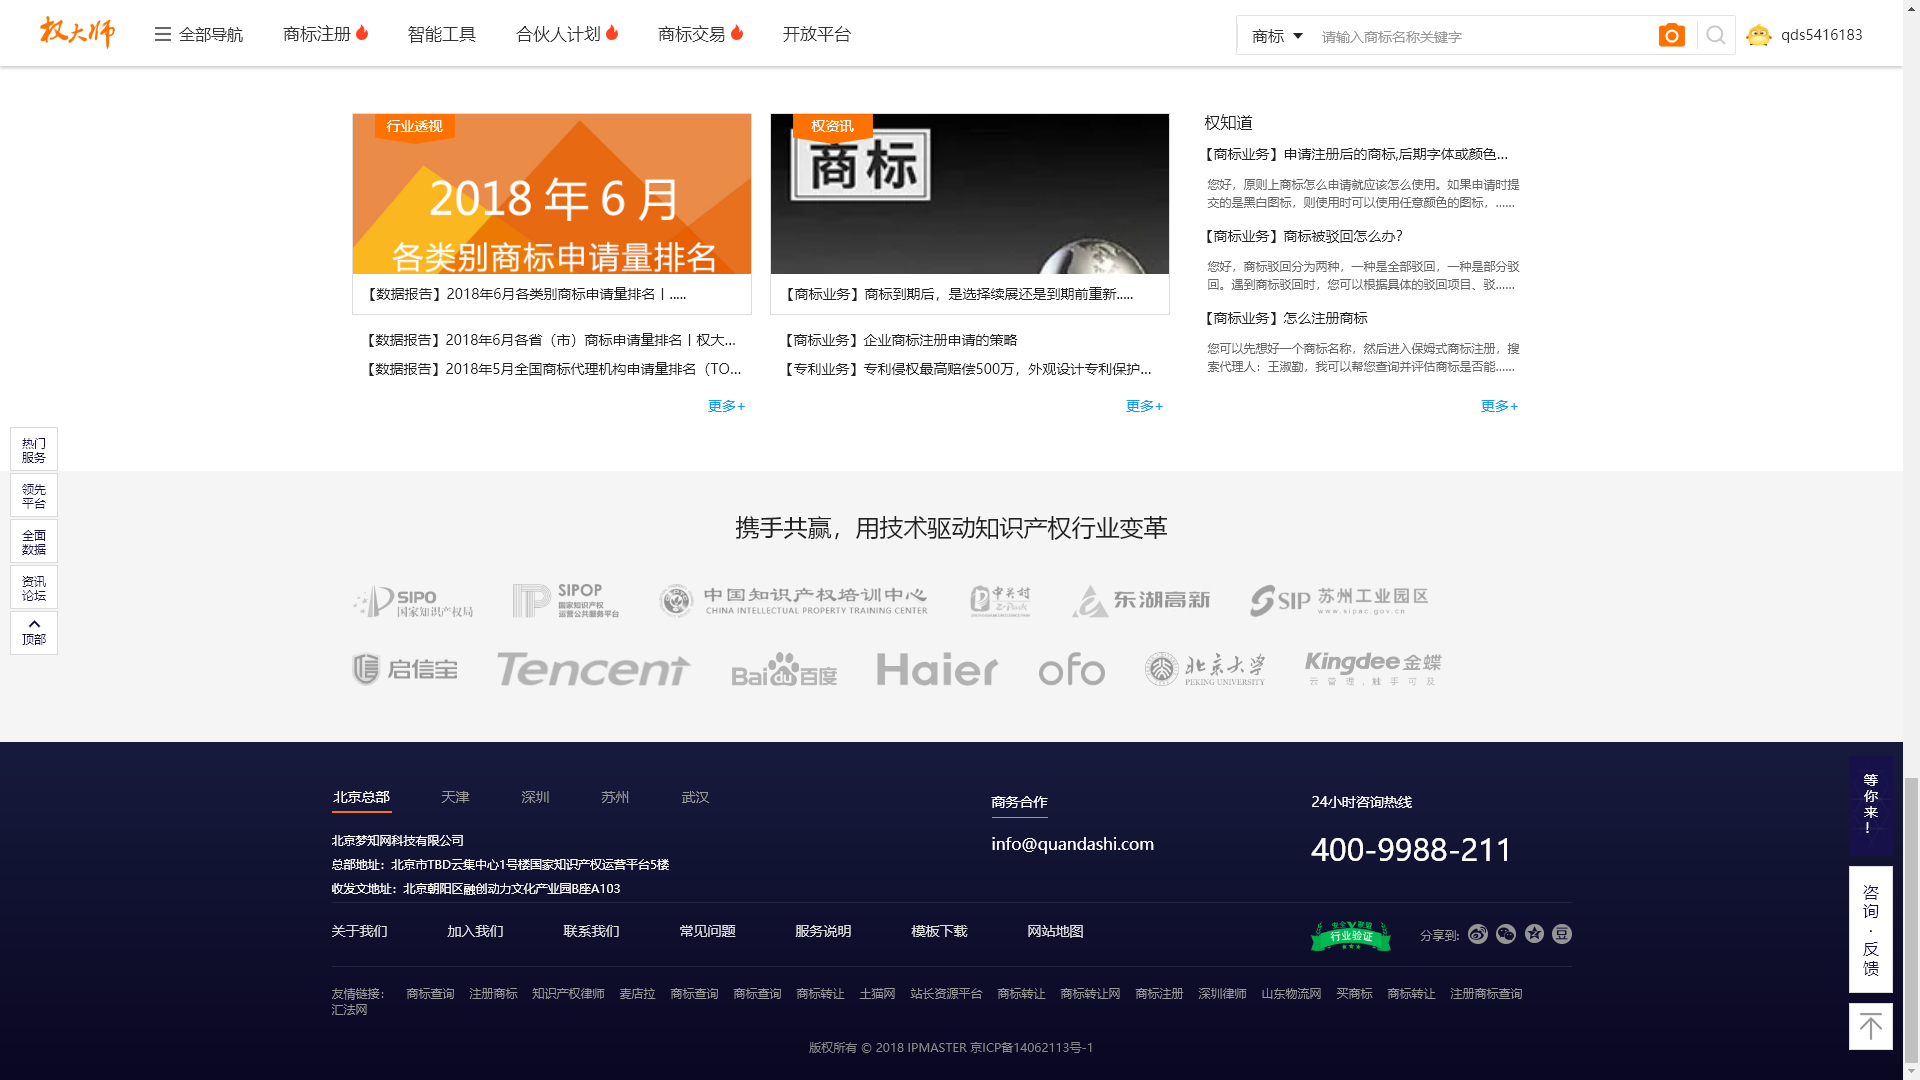 权大师
全部导航
商标注册
智能工具
合伙人计划
商标交易
开放平台
商标
请输入商标名称关键字
qds5416183
行业透视
2018 年 6 月
各类别商标申请量排名
【数据报告】2018年6月各类别商标申请量排名丨.....
【数据报告】2018年6月各省（市）商标申请量排名丨权大...
【数据报告】2018年5月全国商标代理机构申请量排名（TO...
更多+
权资讯
商标
【商标业务】商标到期后，是选择续展还是到期前重新.....
【商标业务】企业商标注册申请的策略
【专利业务】专利侵权最高赔偿500万，外观设计专利保护...
更多+
权知道
【商标业务】申请注册后的商标,后期字体或颜色...
您好，原则上商标怎么申请就应该怎么使用。如果申请时提
交的是黑白图标，则使用时可以使用任意颜色的图标，......
【商标业务】商标被驳回怎么办?
您好，商标驳回分为两种，一种是全部驳回，一种是部分驳
回。遇到商标驳回时，您可以根据具体的驳回项目、驳......
【商标业务】怎么注册商标
您可以先想好一个商标名称，然后进入保姆式商标注册，搜
索代理人：王淑勤，我可以帮您查询并评估商标是否能......
更多+
热门
服务
领先
平台
全面
数据
资讯
论坛
顶部
携手共赢，用技术驱动知识产权行业变革
SIPO
国家知识产权局
SIPOP
国家知识产权
运营公共服务平台
中国知识产权培训中心
CHINA INTELLECTUAL PROPERTY TRAINING CENTER
中关村
Z-Park
东湖高新
SIP 苏州工业园区
www.sipac.gov.cn
启信宝
Tencent
Baidu百度
Haier
ofo
北京大学
PEKING UNIVERSITY
Kingdee金蝶
云管理，触手可及
北京总部
天津
深圳
苏州
武汉
北京梦知网科技有限公司
总部地址：北京市TBD云集中心1号楼国家知识产权运营平台5楼
收发文地址：北京朝阳区融创动力文化产业园B座A103
商务合作
info@quandashi.com
24小时咨询热线
400-9988-211
关于我们
加入我们
联系我们
常见问题
服务说明
模板下载
网站地图
安全联盟
行业验证
分享到:
友情链接：
商标查询 注册商标 知识产权律师 麦店拉 商标查询 商标查询 商标转让 土猫网 站长资源平台 商标转让 商标转让网 商标注册 深圳律师 山东物流网 买商标 商标转让 注册商标查询
汇法网
版权所有 © 2018 IPMASTER 京ICP备14062113号-1
等你来！
咨询·反馈